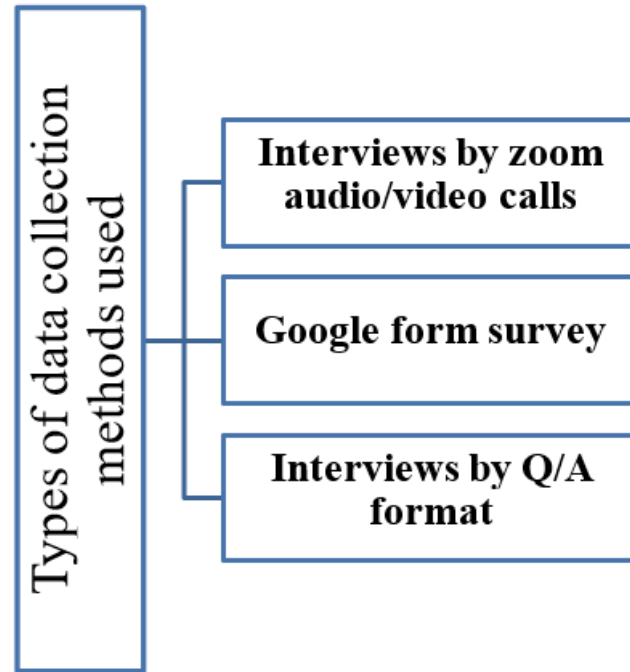 Types of data collection
methods used
Interviews by zoom
audio/video calls
Google form survey
Interviews by Q/A
format